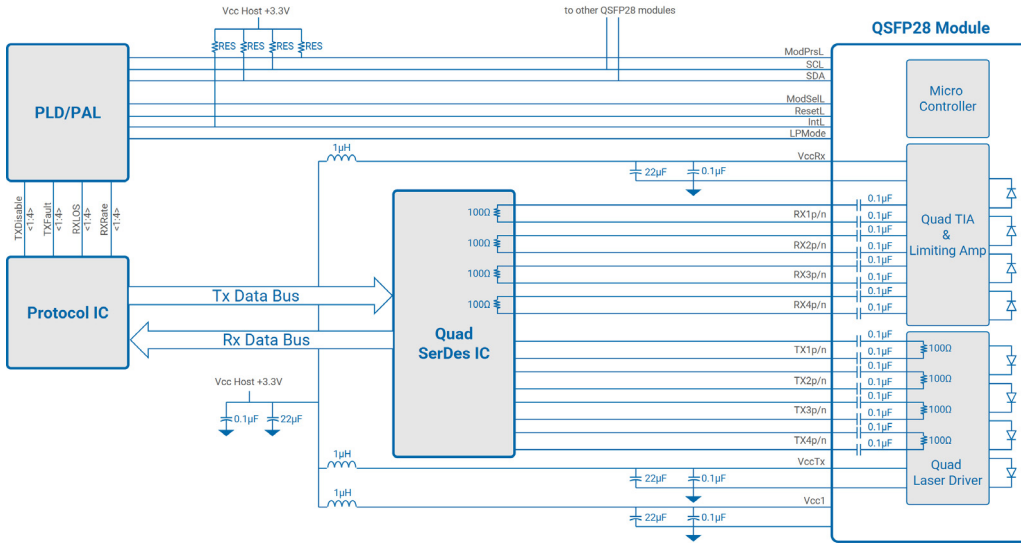 Vcc Host +3.3V
to other QSFP28 modules
QSFP28 Module
RES
RES
RES
RES
ModPrsL
SCL
SDA
PLD/PAL
ModSelL
ResetL
IntL
LPMode
Micro
Controller
1µH
VccRx
22µF
0.1µF
TXDisable
<1:4>
TXFault
<1:4>
RXLOS
<1:4>
RXRate
<1:4>
100Ω
100Ω
100Ω
100Ω
0.1µF
RX1p/n
0.1µF
0.1µF
RX2p/n
0.1µF
0.1µF
RX3p/n
0.1µF
0.1µF
RX4p/n
0.1µF
Quad TIA
&
Limiting Amp
Protocol IC
Tx Data Bus
Rx Data Bus
Quad
SerDes IC
0.1µF
TX1p/n
0.1µF
0.1µF
TX2p/n
0.1µF
0.1µF
TX3p/n
0.1µF
0.1µF
TX4p/n
0.1µF
100Ω
100Ω
100Ω
100Ω
Quad
Laser Driver
Vcc Host +3.3V
0.1µF
22µF
1µH
VccTx
22µF
0.1µF
1µH
Vcc1
22µF
0.1µF